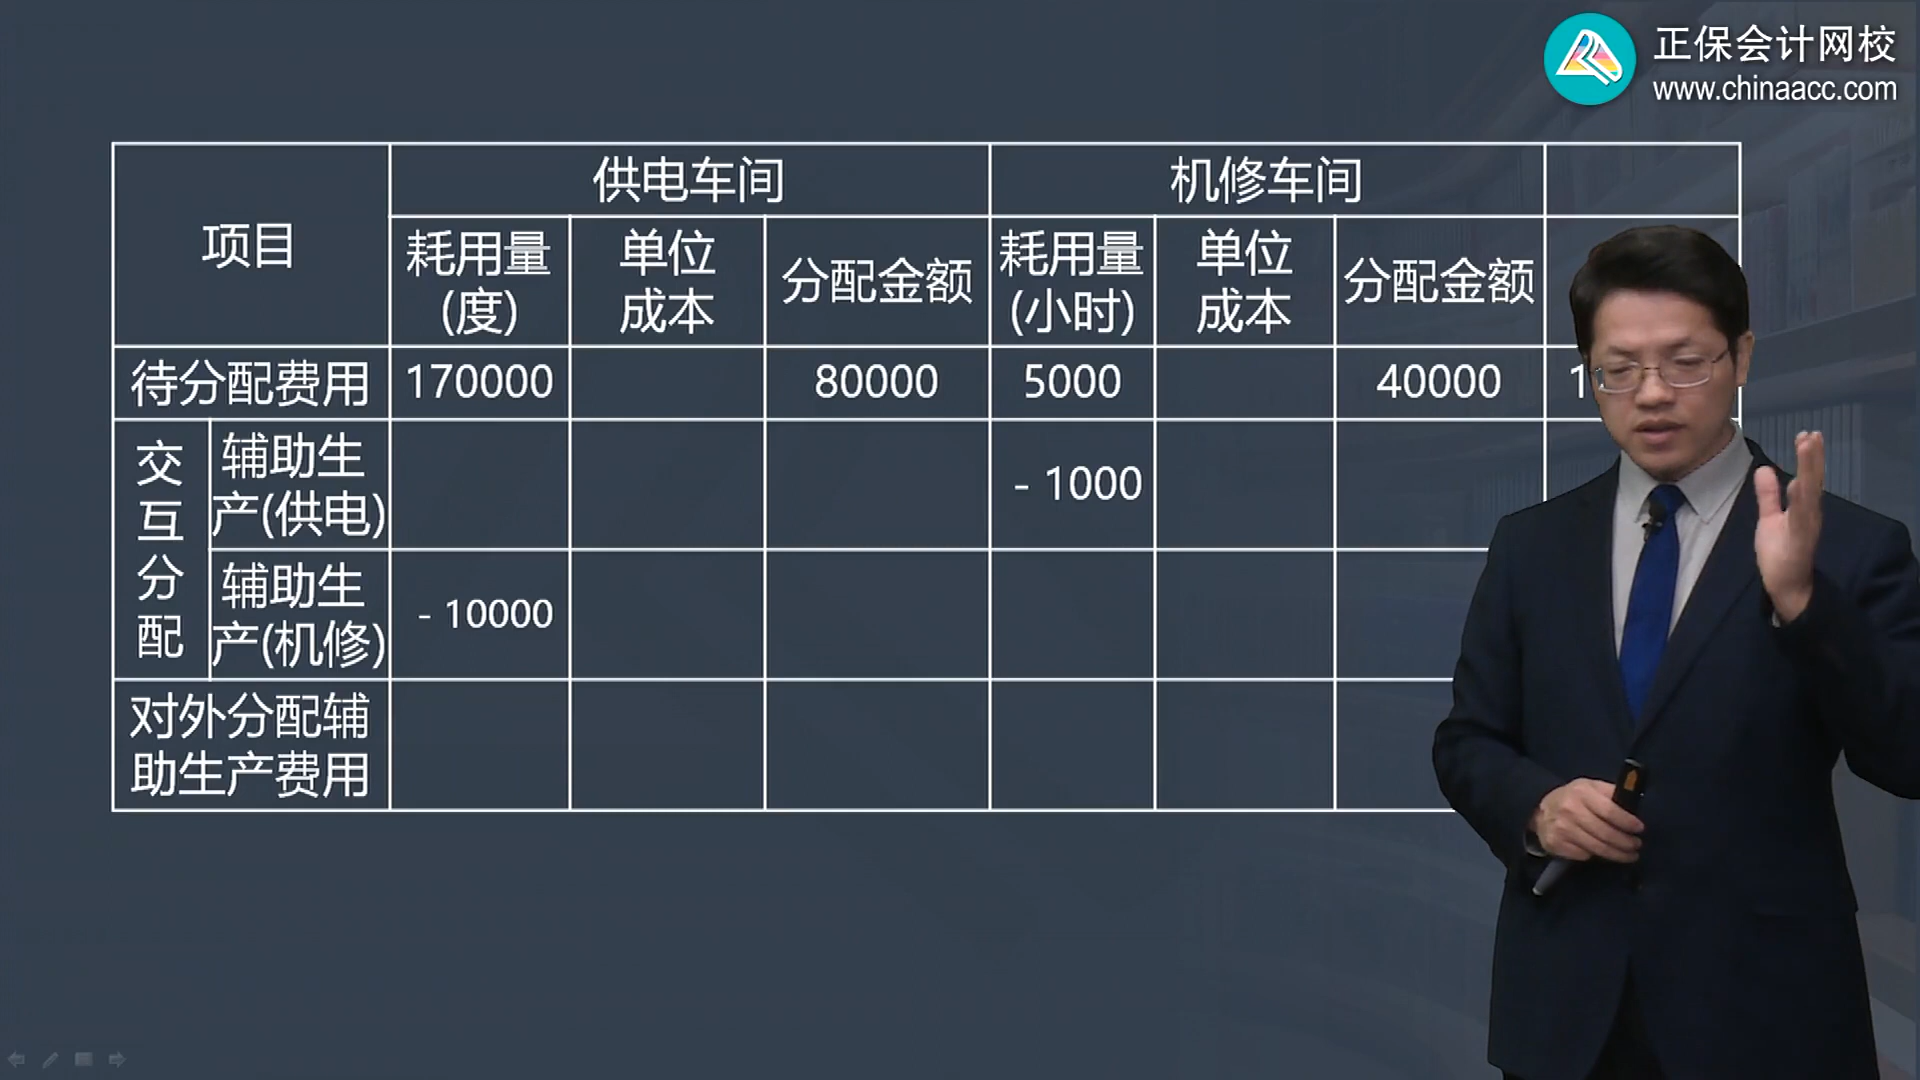 正保会计网校
www.chinaacc.com
项目
供电车间
机修车间
耗用量
(度)
单位
成本
分配金额
耗用量
(小时)
单位
成本
分配金额
待分配费用
170000
80000
5000
40000
交
互
分
配
辅助生
产(供电)
- 1000
辅助生
产(机修)
- 10000
对外分配辅
助生产费用